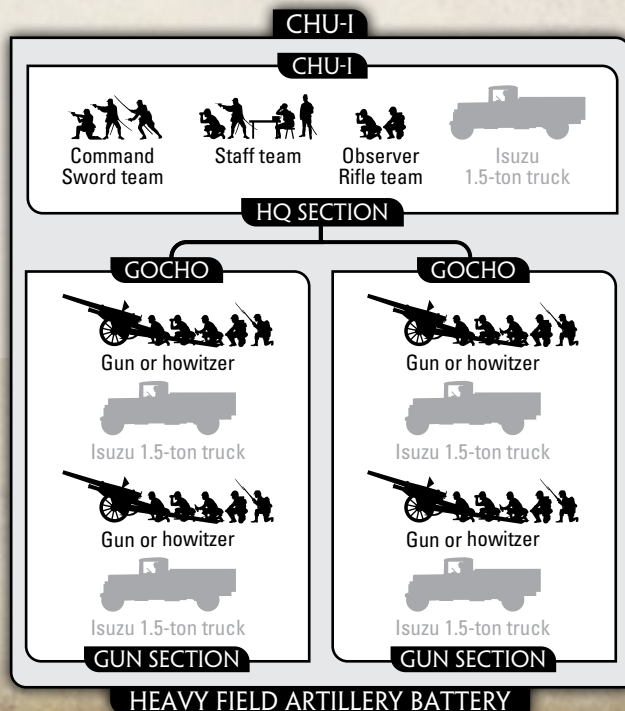 CHU-I
CHU-I
Command
Sword team
Staff team
Observer
Rifle team
Isuzu
1.5-ton truck
HQ SECTION
GOCHO
Gun or howitzer
Isuzu 1.5-ton truck
Gun or howitzer
Isuzu 1.5-ton truck
GUN SECTION
GOCHO
Gun or howitzer
Isuzu 1.5-ton truck
Gun or howitzer
Isuzu 1.5-ton truck
GUN SECTION
HEAVY FIELD ARTILLERY BATTERY